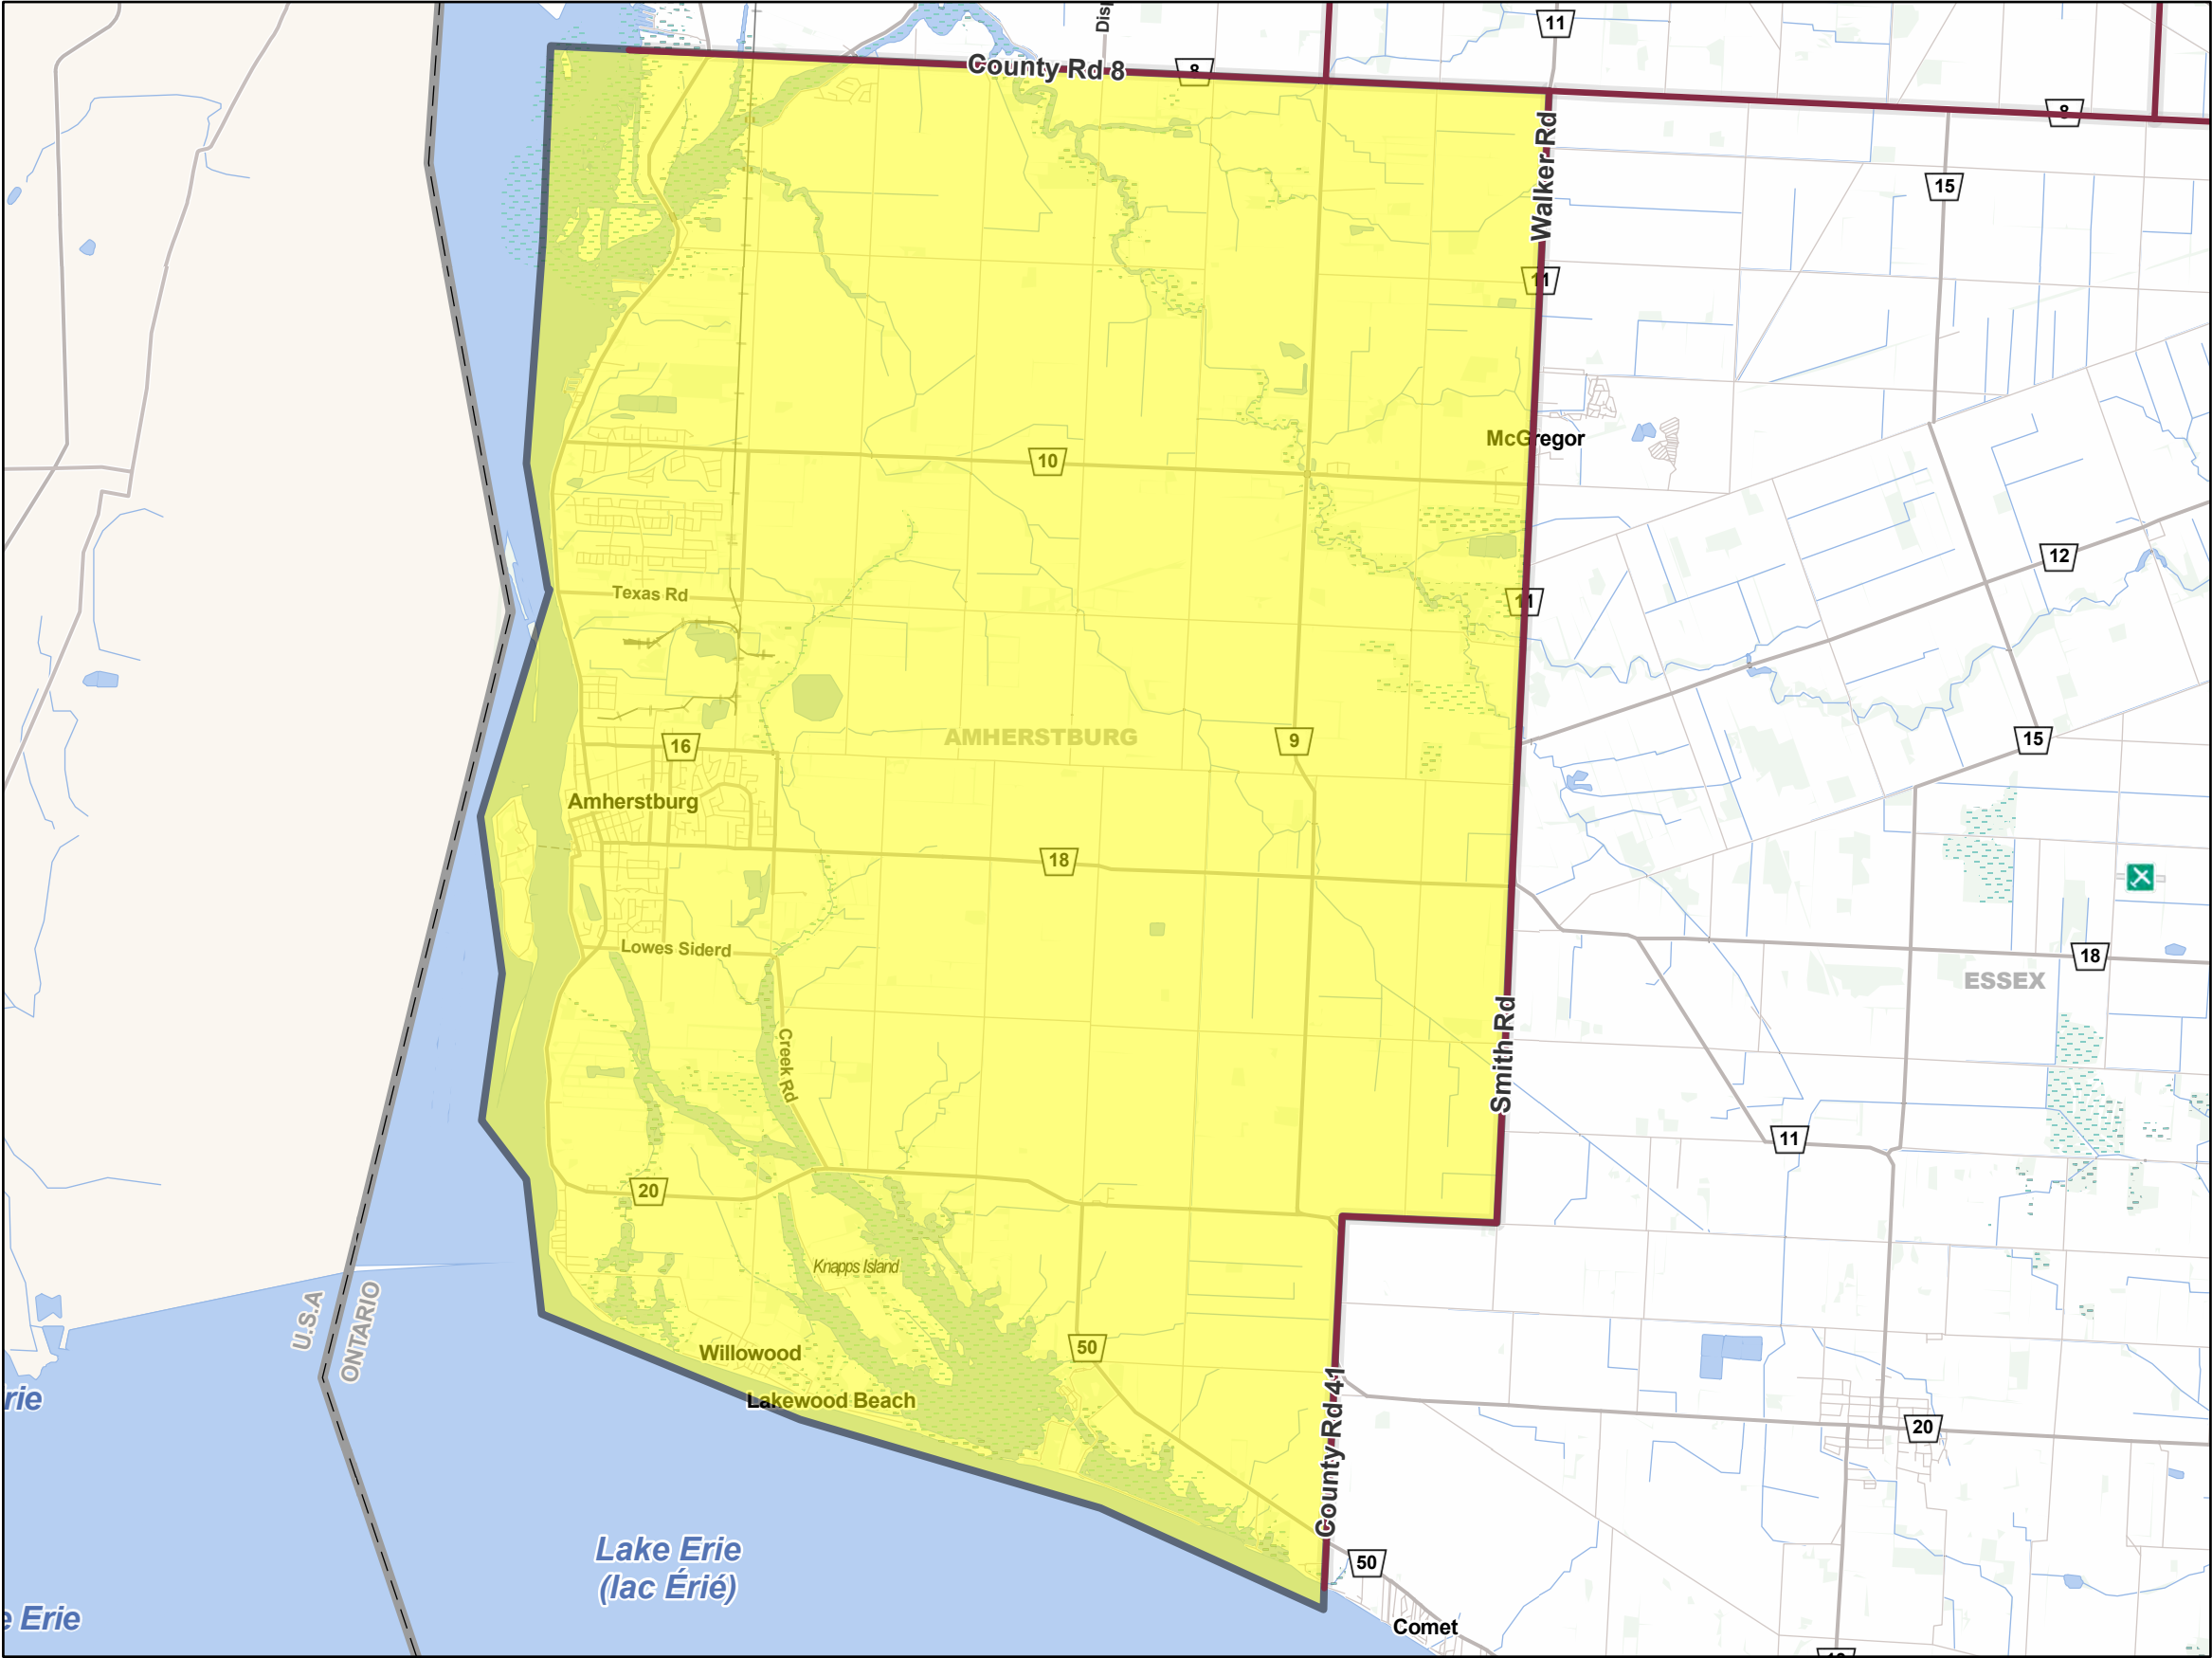 11
County Rd 8
8
8
Walker Rd
15
11
McGregor
10
12
Texas Rd
11
AMHERSTBURG
16
9
15
Amherstburg
18
Lowes Siderd
18
ESSEX
Smith Rd
Creek Rd
11
20
Knapps Island
U.S.A
ONTARIO
Willowood
50
Lakewood Beach
County Rd 41
20
Lake Erie
(lac Érié)
50
Erie
Comet